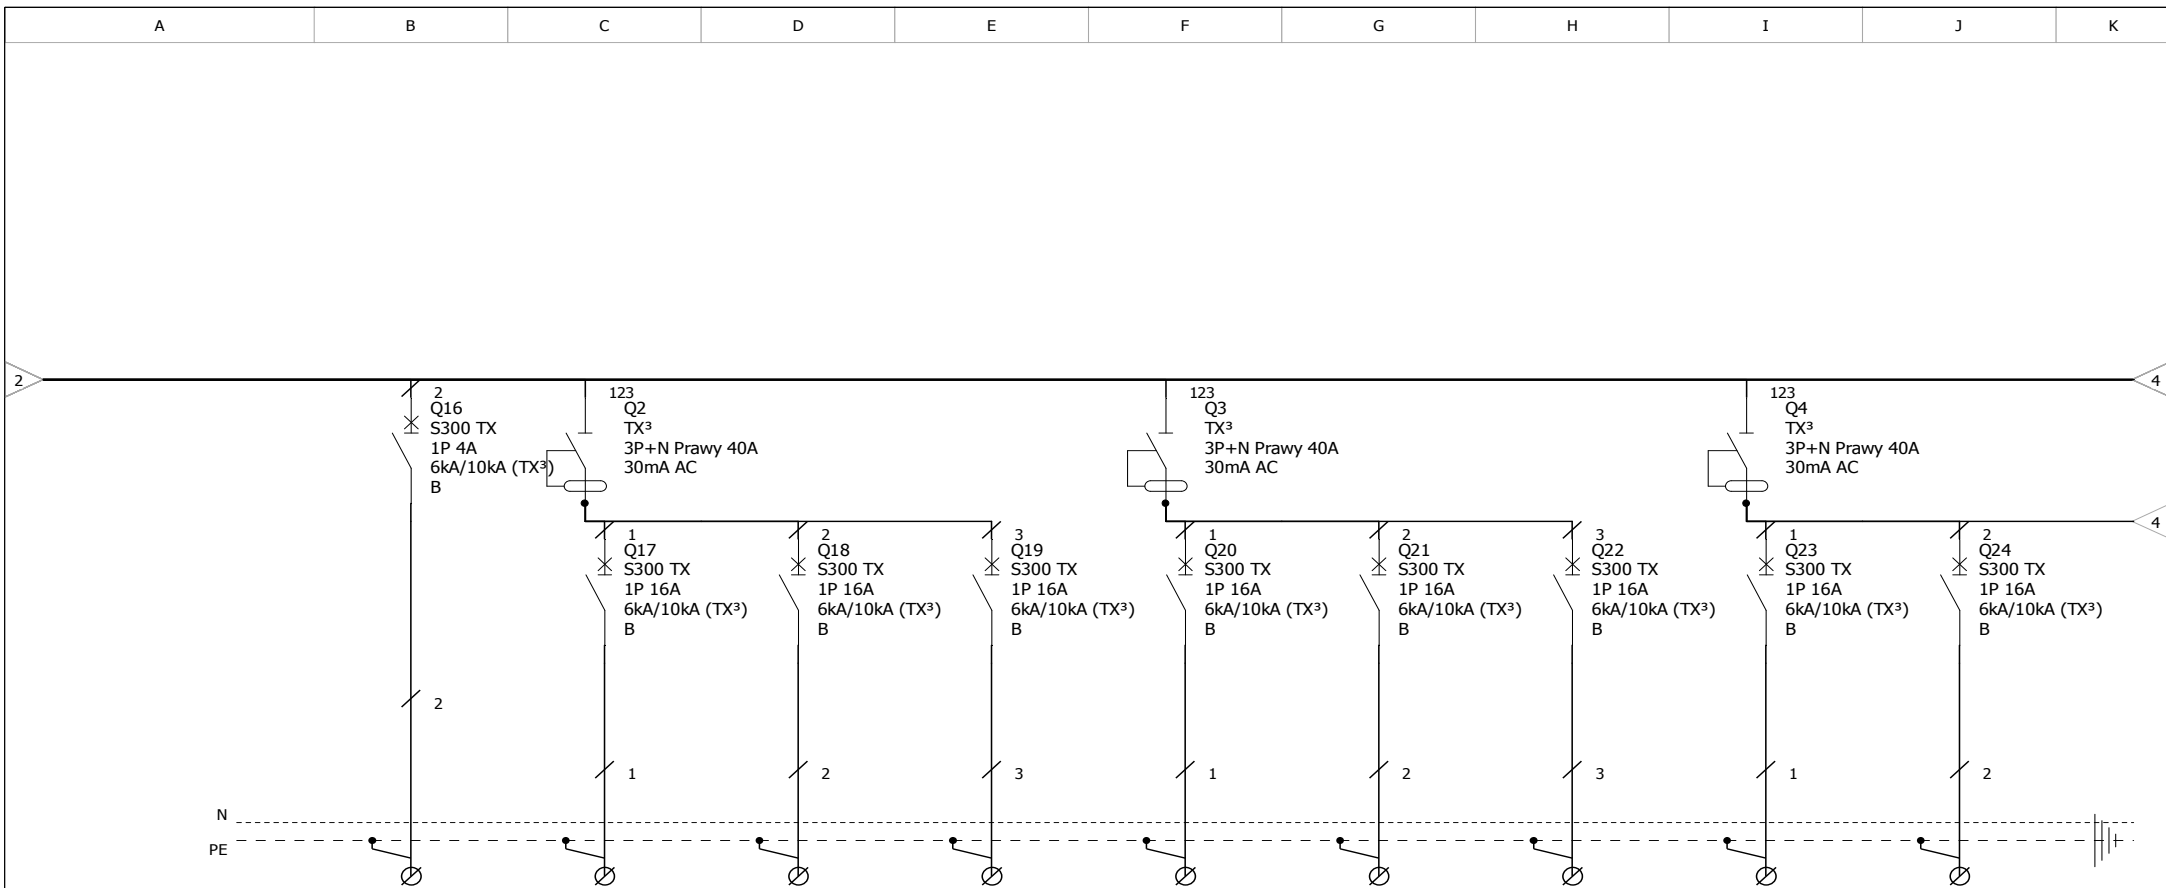 A
B
C
D
E
F
G
H
I
J
K
2
4
2
Q16
S300 TX
1P 4A
6kA/10kA (TX³)
B
123
Q2
TX³
3P+N Prawy 40A
30mA AC
123
Q3
TX³
3P+N Prawy 40A
30mA AC
123
Q4
TX³
3P+N Prawy 40A
30mA AC
4
1
Q17
S300 TX
1P 16A
6kA/10kA (TX³)
B
2
Q18
S300 TX
1P 16A
6kA/10kA (TX³)
B
3
Q19
S300 TX
1P 16A
6kA/10kA (TX³)
B
1
Q20
S300 TX
1P 16A
6kA/10kA (TX³)
B
2
Q21
S300 TX
1P 16A
6kA/10kA (TX³)
B
3
Q22
S300 TX
1P 16A
6kA/10kA (TX³)
B
1
Q23
S300 TX
1P 16A
6kA/10kA (TX³)
B
2
Q24
S300 TX
1P 16A
6kA/10kA (TX³)
B
2
1
2
3
1
2
3
1
2
N
PE